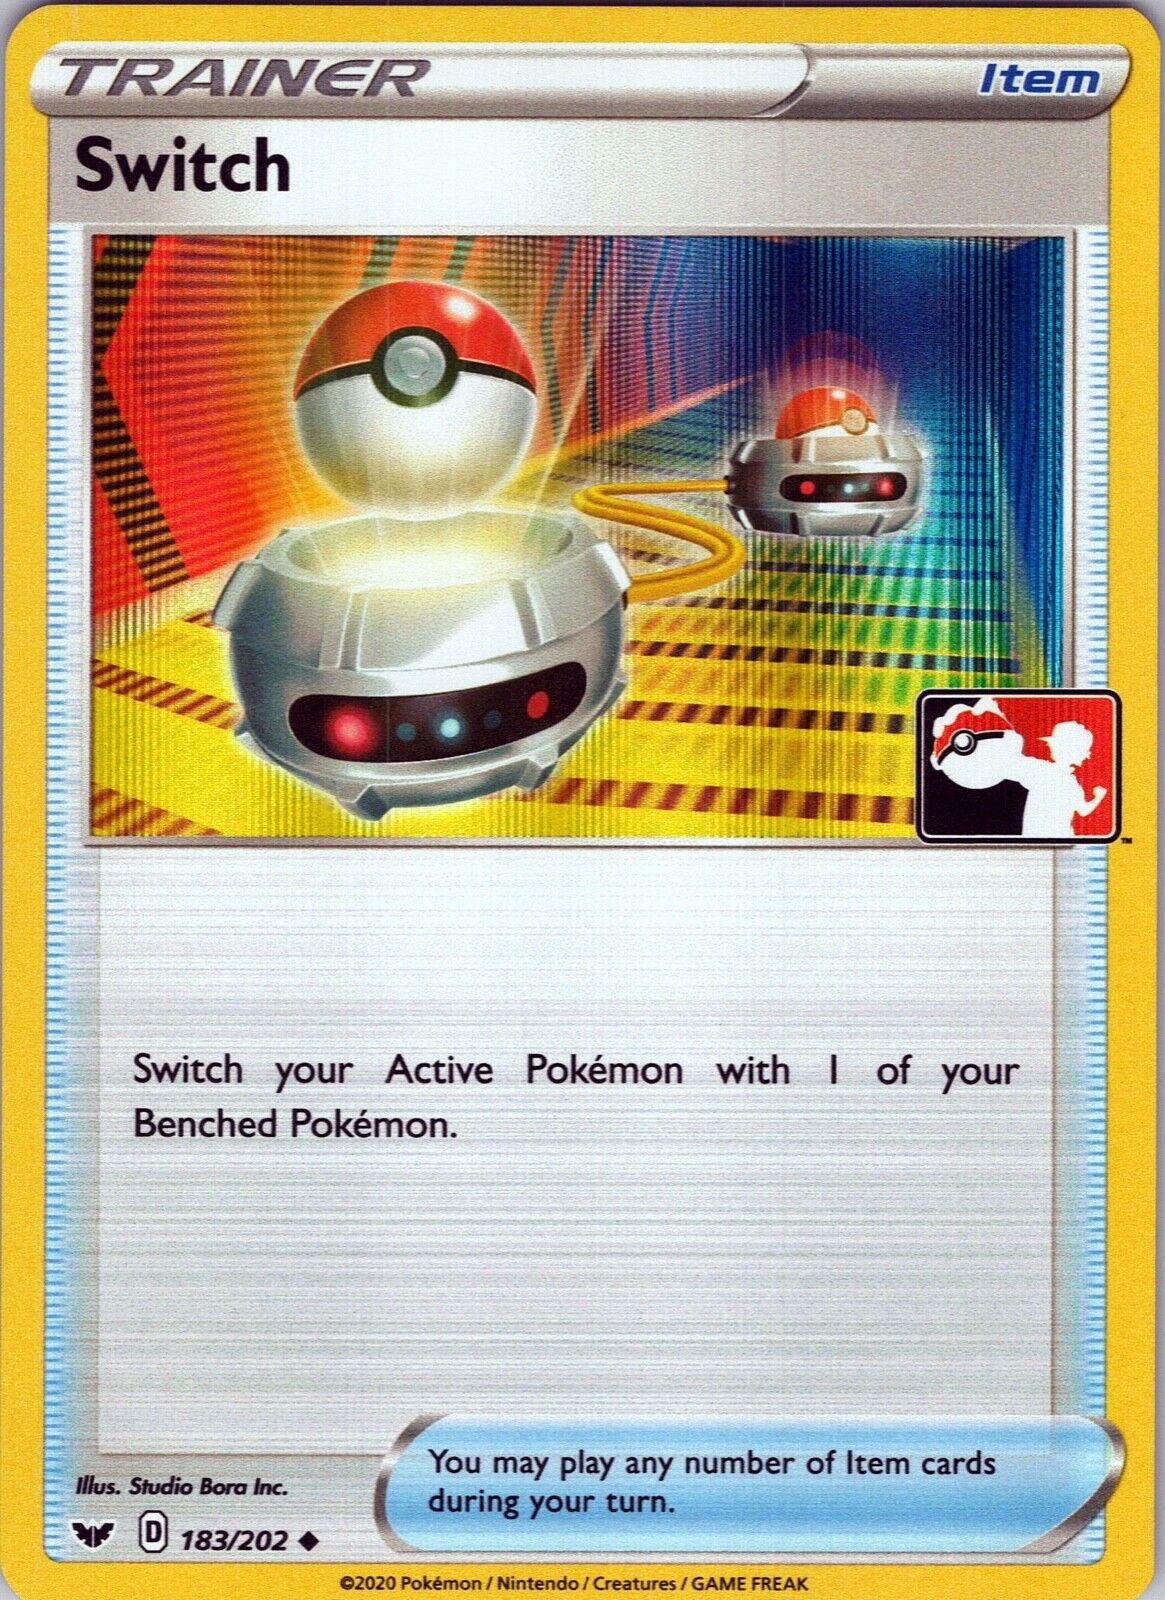 TRAINER
Item
Switch
TM
Switch your Active Pokémon with 1 of your
Benched Pokémon.
You may play any number of Item cards
during your turn.
Illus. Studio Bora Inc.
D 183/202
©2020 Pokémon / Nintendo / Creatures / GAME FREAK